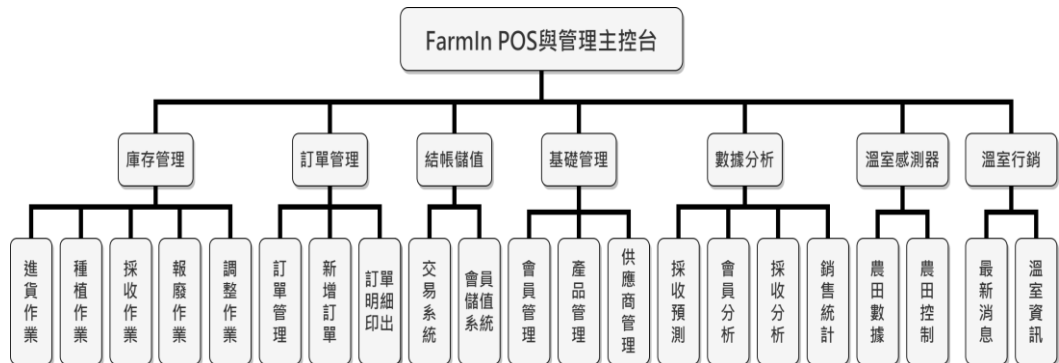 FarmIn POS與管理主控台
庫存管理
訂單管理
結帳儲值
基礎管理
數據分析
溫室感測器
溫室行銷
進貨作業
種植作業
採收作業
報廢作業
調整作業
訂單管理
新增訂單
訂單明細印出
交易系統
會員儲值系統
會員管理
產品管理
供應商管理
採收預測
會員分析
採收分析
銷售統計
農田數據
農田控制
最新消息
溫室資訊